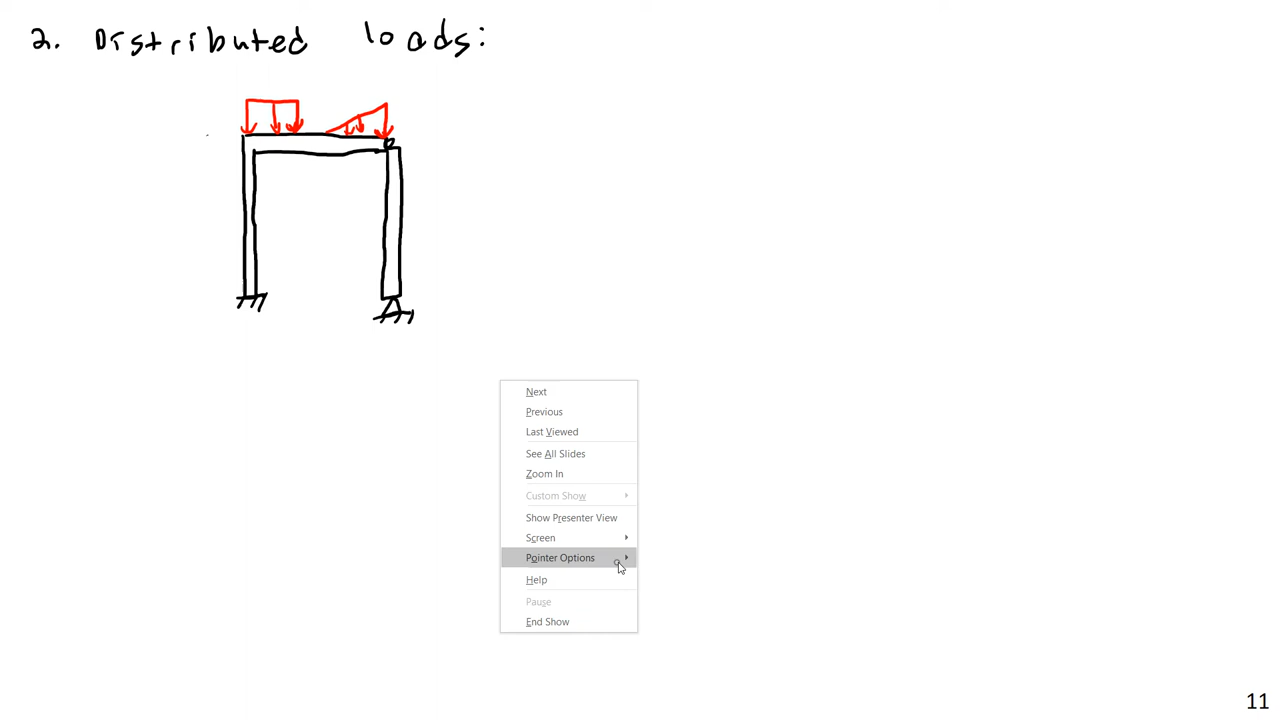 2. Distributed loads:
Next
Previous
Last Viewed
See All Slides
Zoom In
Custom Show
Show Presenter View
Screen
Pointer Options
Help
Pause
End Show
11